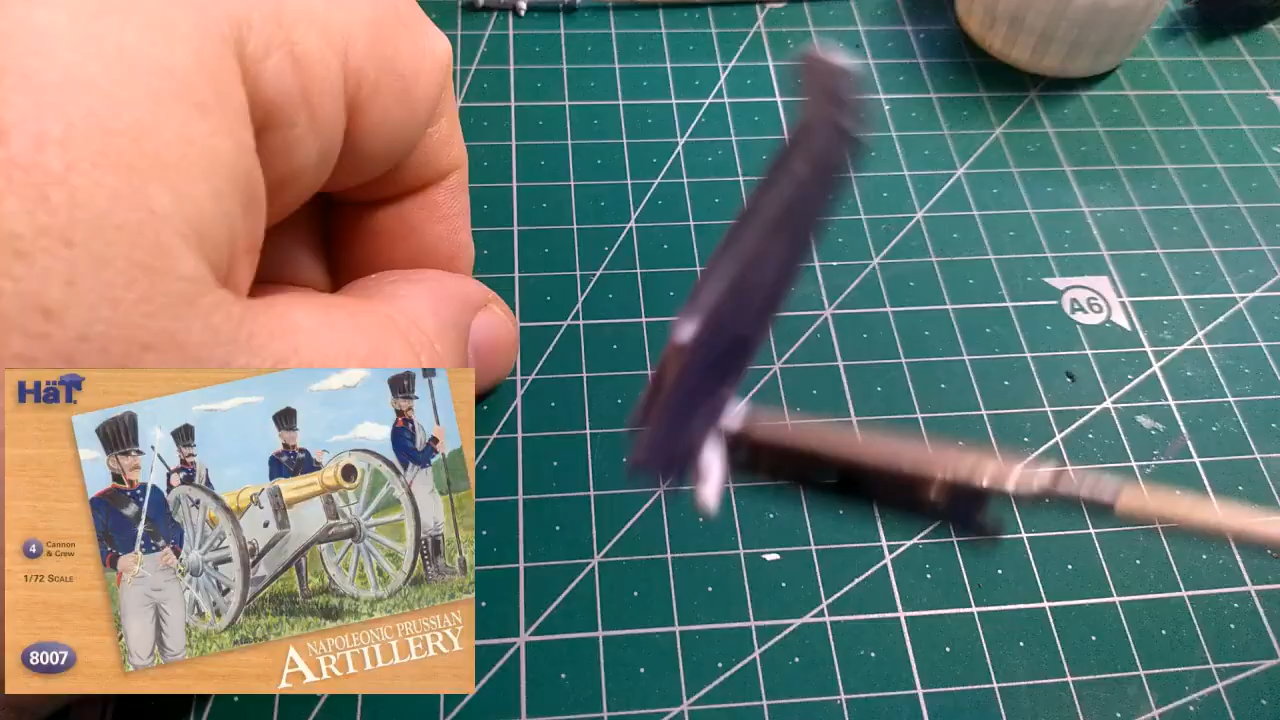 HäT
4 Cannon
& Crew
1/72 SCALE
8007
NAPOLEONIC PRUSSIAN
ARTILLERY
A6